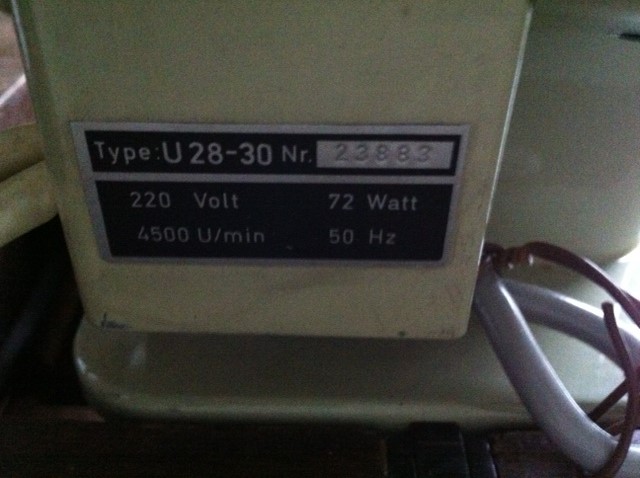 Type: U 28-30 Nr. 23883
220 Volt 72 Watt
4500 U/min 50 Hz